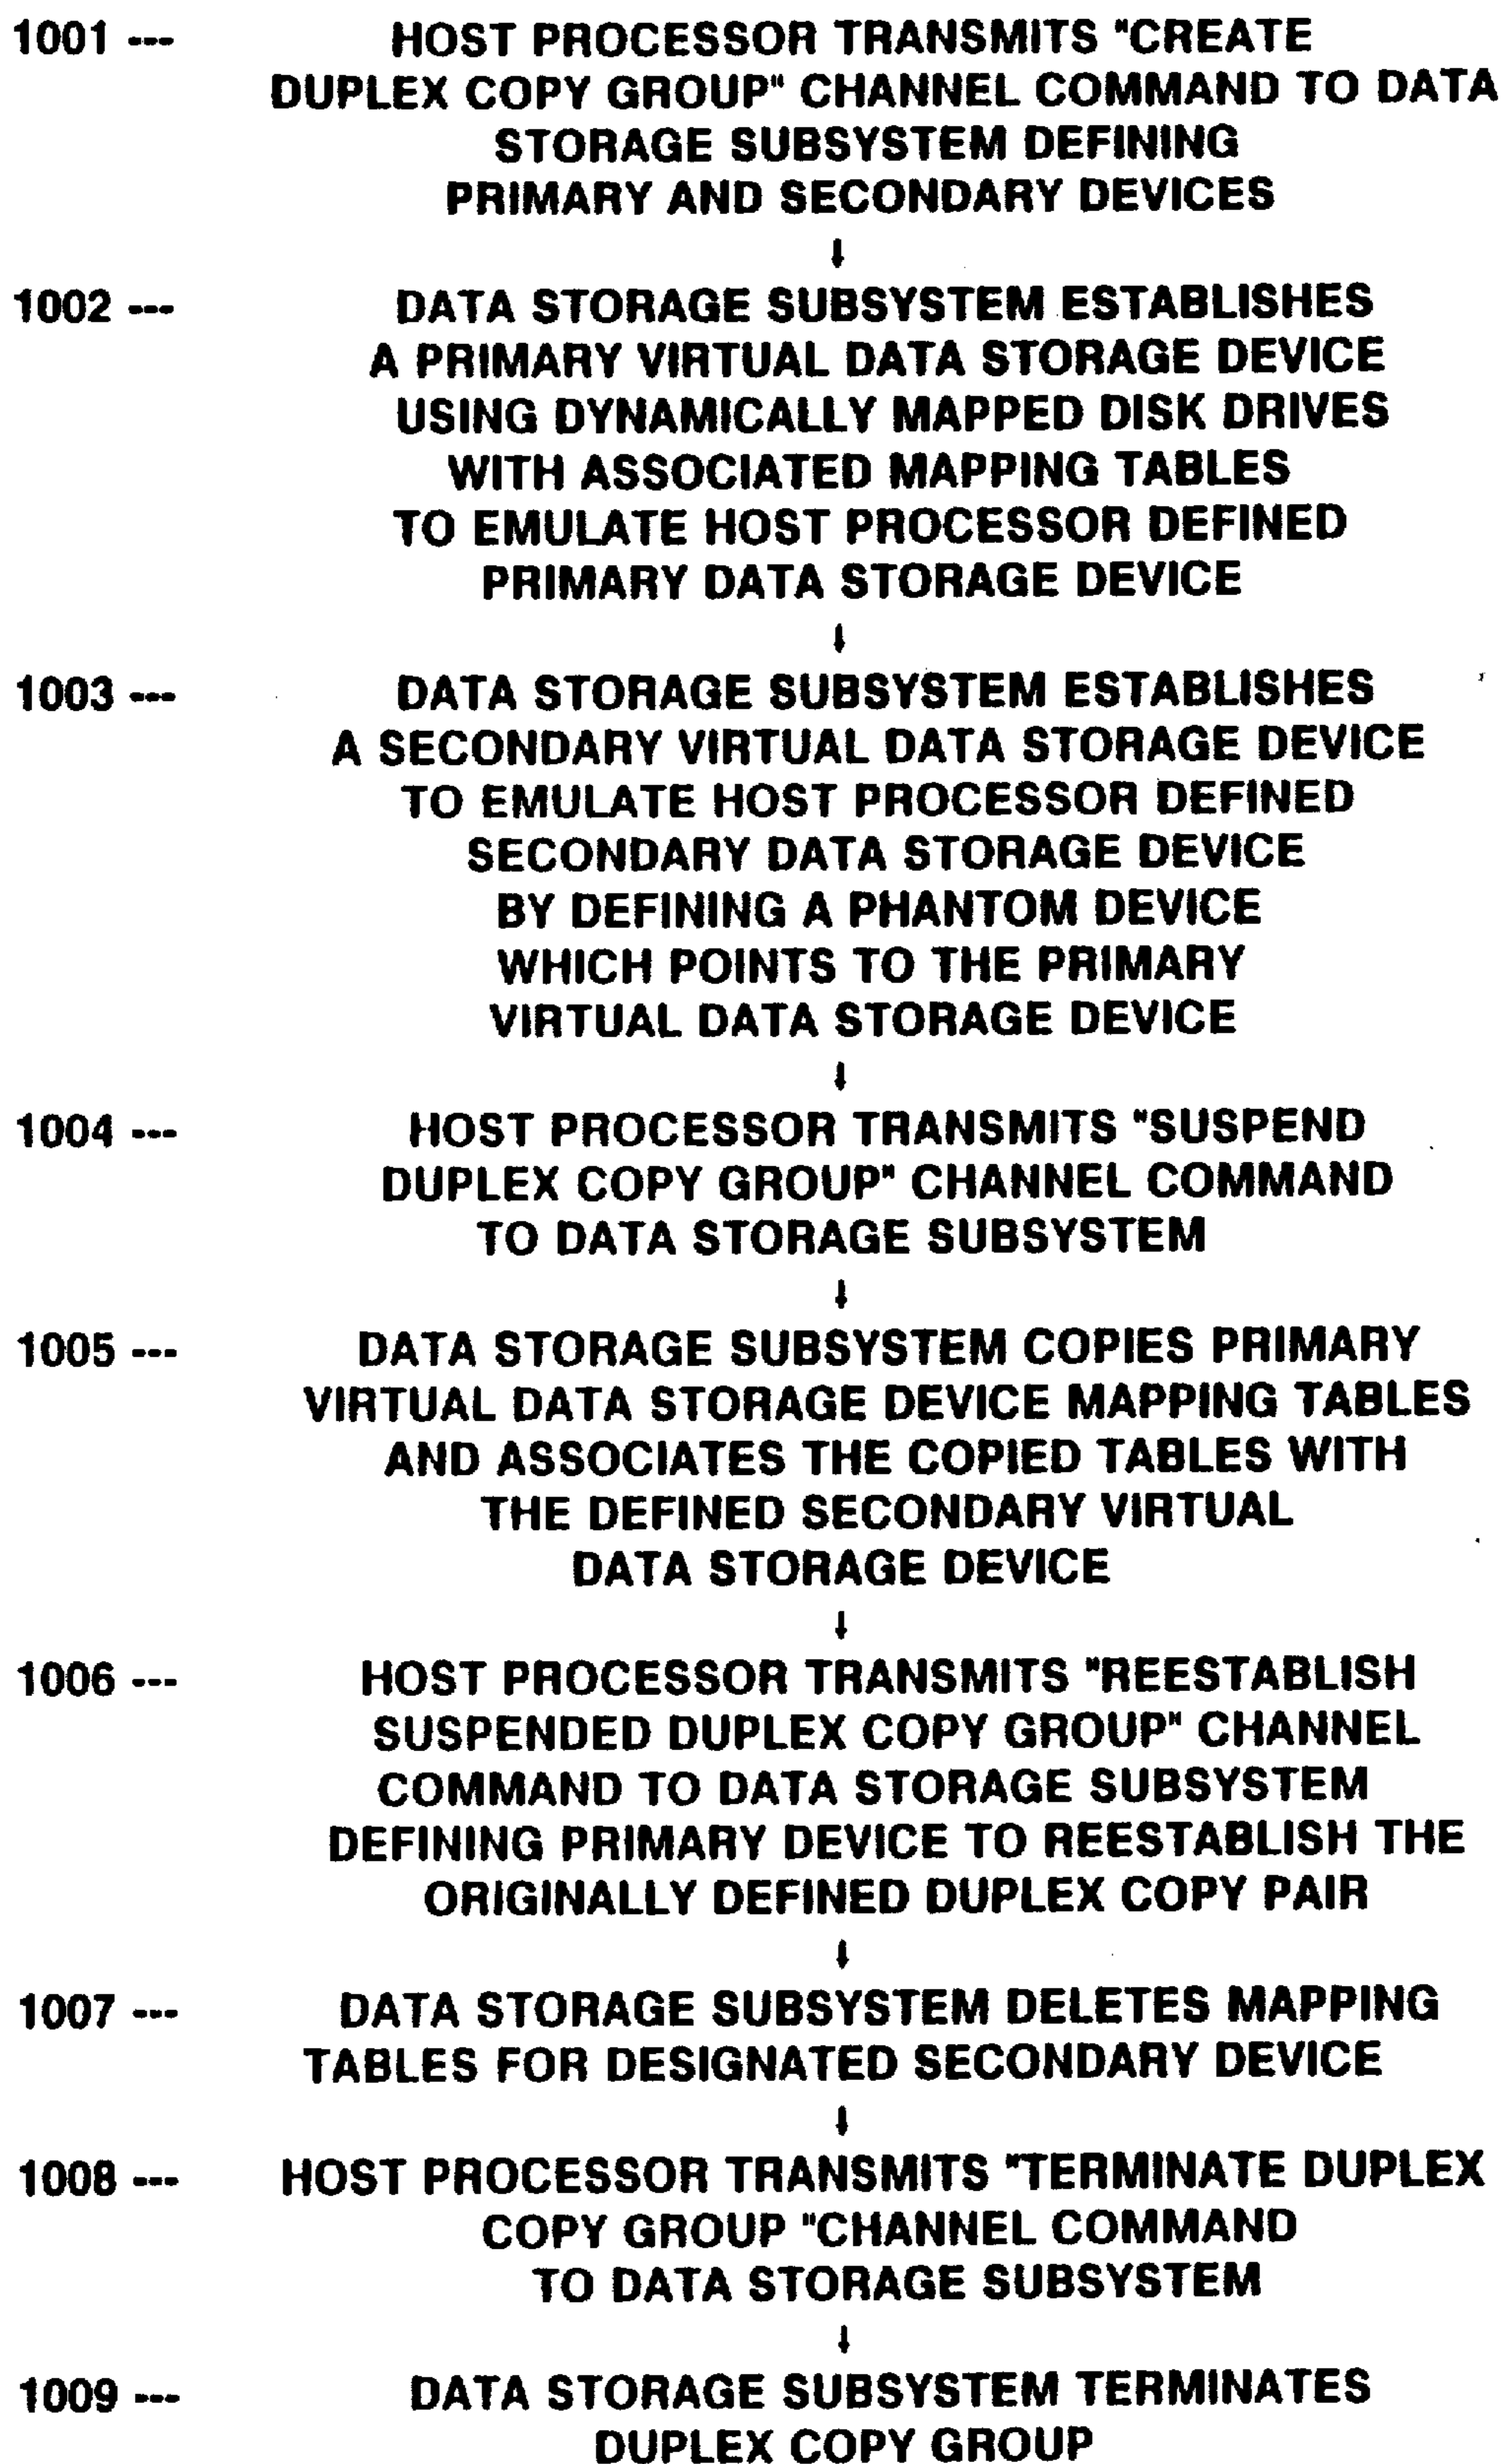 1001 --- HOST PROCESSOR TRANSMITS "CREATE
DUPLEX COPY GROUP" CHANNEL COMMAND TO DATA
STORAGE SUBSYSTEM DEFINING
PRIMARY AND SECONDARY DEVICES
1002 --- DATA STORAGE SUBSYSTEM ESTABLISHES
A PRIMARY VIRTUAL DATA STORAGE DEVICE
USING DYNAMICALLY MAPPED DISK DRIVES
WITH ASSOCIATED MAPPING TABLES
TO EMULATE HOST PROCESSOR DEFINED
PRIMARY DATA STORAGE DEVICE
1003 --- DATA STORAGE SUBSYSTEM ESTABLISHES
A SECONDARY VIRTUAL DATA STORAGE DEVICE
TO EMULATE HOST PROCESSOR DEFINED
SECONDARY DATA STORAGE DEVICE
BY DEFINING A PHANTOM DEVICE
WHICH POINTS TO THE PRIMARY
VIRTUAL DATA STORAGE DEVICE
1004 --- HOST PROCESSOR TRANSMITS "SUSPEND
DUPLEX COPY GROUP" CHANNEL COMMAND
TO DATA STORAGE SUBSYSTEM
1005 --- DATA STORAGE SUBSYSTEM COPIES PRIMARY
VIRTUAL DATA STORAGE DEVICE MAPPING TABLES
AND ASSOCIATES THE COPIED TABLES WITH
THE DEFINED SECONDARY VIRTUAL
DATA STORAGE DEVICE
1006 --- HOST PROCESSOR TRANSMITS "REESTABLISH
SUSPENDED DUPLEX COPY GROUP" CHANNEL
COMMAND TO DATA STORAGE SUBSYSTEM
DEFINING PRIMARY DEVICE TO REESTABLISH THE
ORIGINALLY DEFINED DUPLEX COPY PAIR
1007 --- DATA STORAGE SUBSYSTEM DELETES MAPPING
TABLES FOR DESIGNATED SECONDARY DEVICE
1008 --- HOST PROCESSOR TRANSMITS "TERMINATE DUPLEX
COPY GROUP "CHANNEL COMMAND
TO DATA STORAGE SUBSYSTEM
1009 --- DATA STORAGE SUBSYSTEM TERMINATES
DUPLEX COPY GROUP